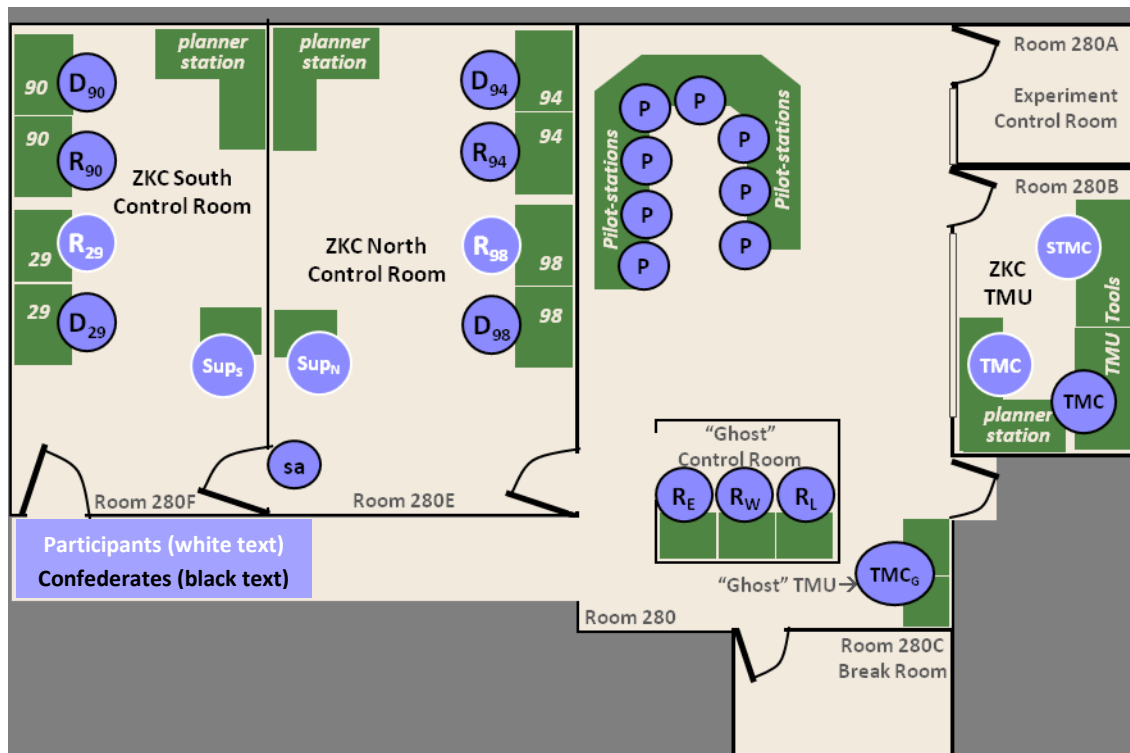 planner
station
planner
station
90
D90
90
R90
ZKC South
Control Room
29
R29
29
D29
SupS
SupN
ZKC North
Control Room
D94
94
R94
94
R98
98
D98
98
sa
Room 280F
Room 280E
Participants (white text)
Confederates (black text)
Pilot-stations
Pilot-stations
P
P
P
P
P
P
P
P
“Ghost”
Control Room
RE
RW
RL
TMCG
“Ghost” TMU→
Room 280
Room 280C
Break Room
Room 280A
Experiment
Control Room
Room 280B
STMC
ZKC
TMU
TMU Tools
TMC
TMC
planner
station